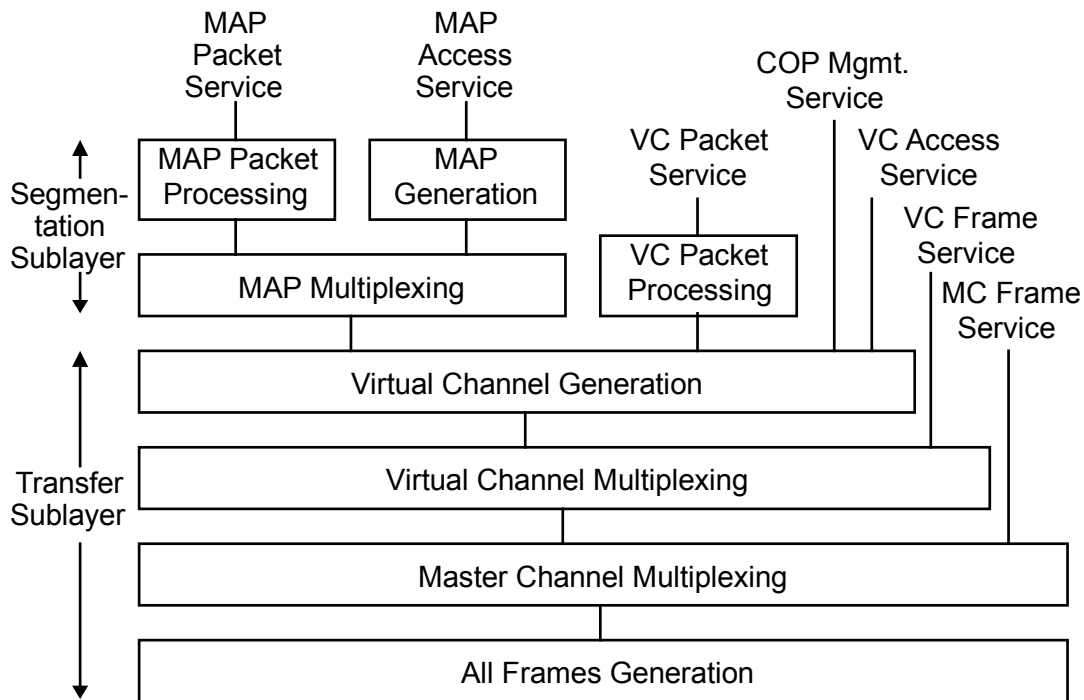 MAP
Packet
Service
MAP
Access
Service
COP Mgmt.
Service
VC Packet
Service
VC Access
Service
VC Frame
Service
MC Frame
Service
Segmen-
tation
Sublayer
MAP Packet
Processing
MAP
Generation
VC Packet
Processing
MAP Multiplexing
Transfer
Sublayer
Virtual Channel Generation
Virtual Channel Multiplexing
Master Channel Multiplexing
All Frames Generation